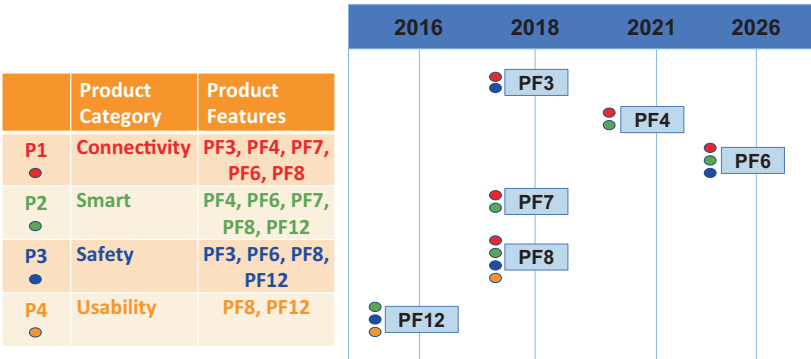 2016 2018 2021 2026
Product Category Product Features
P1 Connectivity PF3, PF4, PF7,
PF6, PF8
P2 Smart PF4, PF6, PF7,
PF8, PF12
P3 Safety PF3, PF6, PF8,
PF12
P4 Usability PF8, PF12
PF3
PF4
PF6
PF7
PF8
PF12